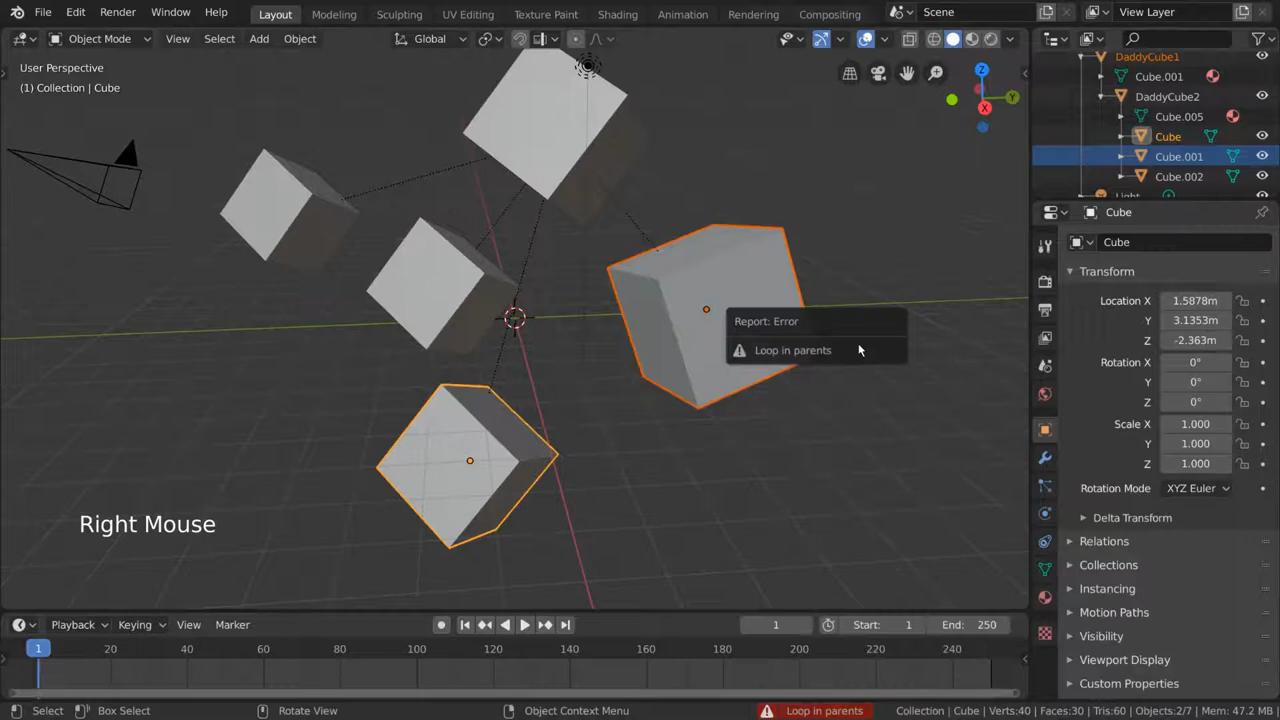 File Edit Render Window Help Layout Modeling Sculpting UV Editing Texture Paint Shading Animation Rendering Compositing Scene View Layer
Object Mode View Select Add Object Global
User Perspective
(1) Collection | Cube
Z
Y
X
DaddyCube1
Cube.001
DaddyCube2
Cube.005
Cube
Cube.001
Cube.002
Light
Cube
Cube
Transform
Location X 1.5878m
Y 3.1353m
Z -2.363m
Rotation X 0°
Y 0°
Z 0°
Scale X 1.000
Y 1.000
Z 1.000
Rotation Mode XYZ Euler
Delta Transform
Relations
Collections
Instancing
Motion Paths
Visibility
Viewport Display
Custom Properties
Report: Error
Loop in parents
Right Mouse
Playback Keying View Marker 1 Start: 1 End: 250
1 20 40 60 80 100 120 140 160 180 200 220 240
Select Box Select Rotate View Object Context Menu Loop in parents Collection | Cube | Verts:40 | Faces:30 | Tris:60 | Objects:2/7 | Mem: 47.2 MB